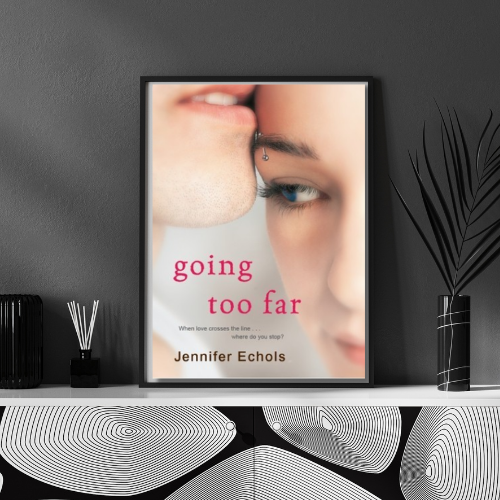 going
too far
When love crosses the line . . .
where do you stop?
Jennifer Echols